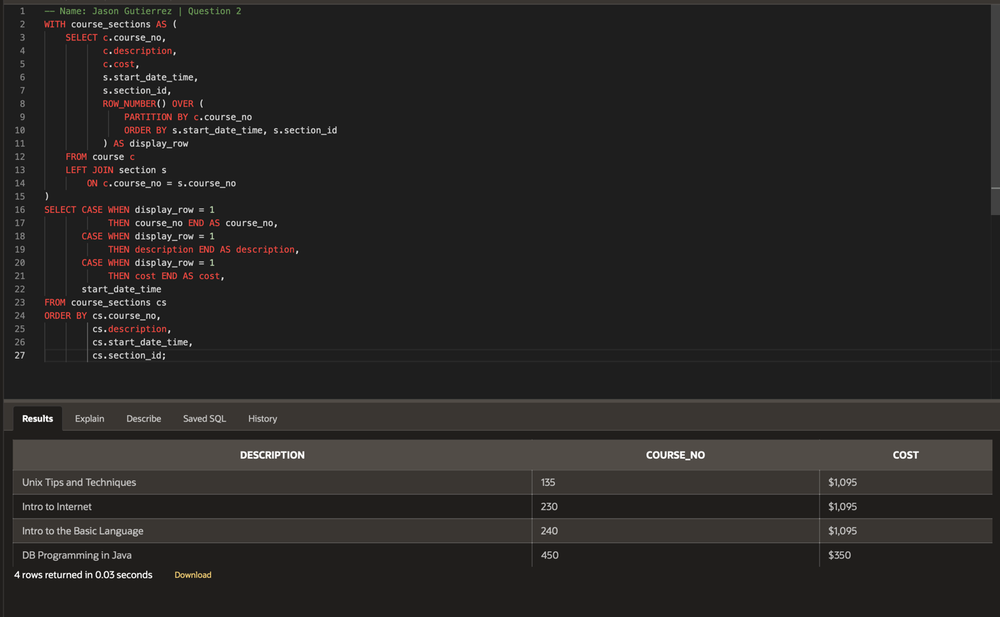 1 -- Name: Jason Gutierrez | Question 2
2 WITH course_sections AS (
3 SELECT c.course_no,
4 c.description,
5 c.cost,
6 s.start_date_time,
7 s.section_id,
8 ROW_NUMBER() OVER (
9 PARTITION BY c.course_no
10 ORDER BY s.start_date_time, s.section_id
11 ) AS display_row
12 FROM course c
13 LEFT JOIN section s
14 ON c.course_no = s.course_no
15 )
16 SELECT CASE WHEN display_row = 1
17 THEN course_no END AS course_no,
18 CASE WHEN display_row = 1
19 THEN description END AS description,
20 CASE WHEN display_row = 1
21 THEN cost END AS cost,
22 start_date_time
23 FROM course_sections cs
24 ORDER BY cs.course_no,
25 cs.description,
26 cs.start_date_time,
27 cs.section_id;
Results Explain Describe Saved SQL History
DESCRIPTION COURSE_NO COST
Unix Tips and Techniques 135 $1,095
Intro to Internet 230 $1,095
Intro to the Basic Language 240 $1,095
DB Programming in Java 450 $350
4 rows returned in 0.03 seconds Download